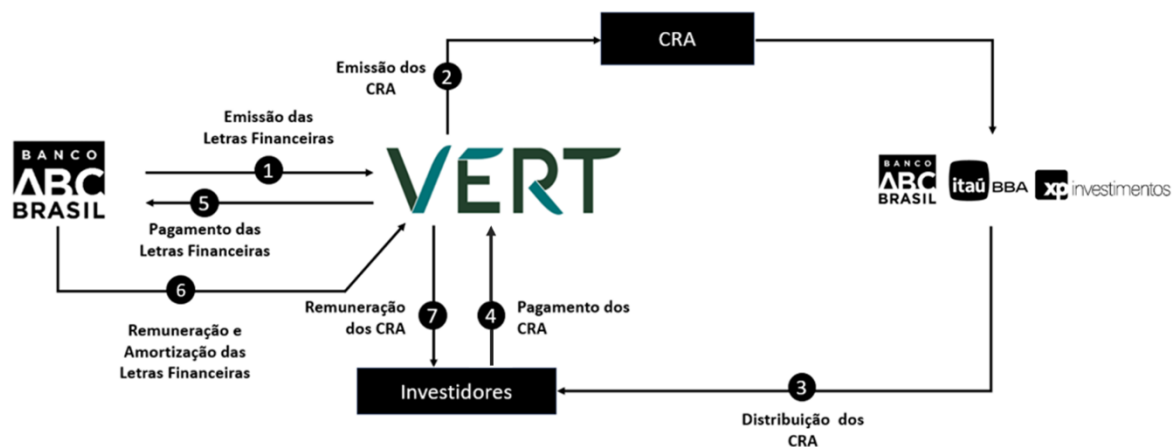 CRA
Emissão dos
CRA
2
Emissão das
Letras Financeiras
1
BANCO
ABC
BRASIL
VERT
5
Pagamento das
Letras Financeiras
BANCO
ABC
BRASIL
itaú BBA
xp investimentos
6
Remuneração e
Amortização das
Letras Financeiras
Remuneração
dos CRA
7
4
Pagamento dos
CRA
Investidores
3
Distribuição dos
CRA